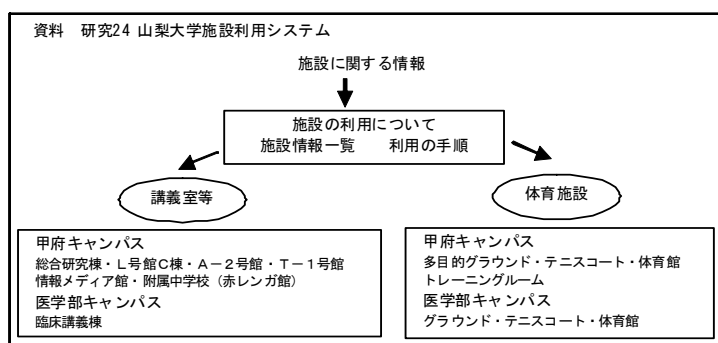 資料　研究24 山梨大学施設利用システム
施設に関する情報
施設の利用について
施設情報一覧　　利用の手順
講義室等
体育施設
甲府キャンパス
総合研究棟・L号館C棟・A－2号館・T－1号館
情報メディア館・附属中学校（赤レンガ館）
医学部キャンパス
臨床講義棟
甲府キャンパス
多目的グラウンド・テニスコート・体育館
トレーニングルーム
医学部キャンパス
グラウンド・テニスコート・体育館